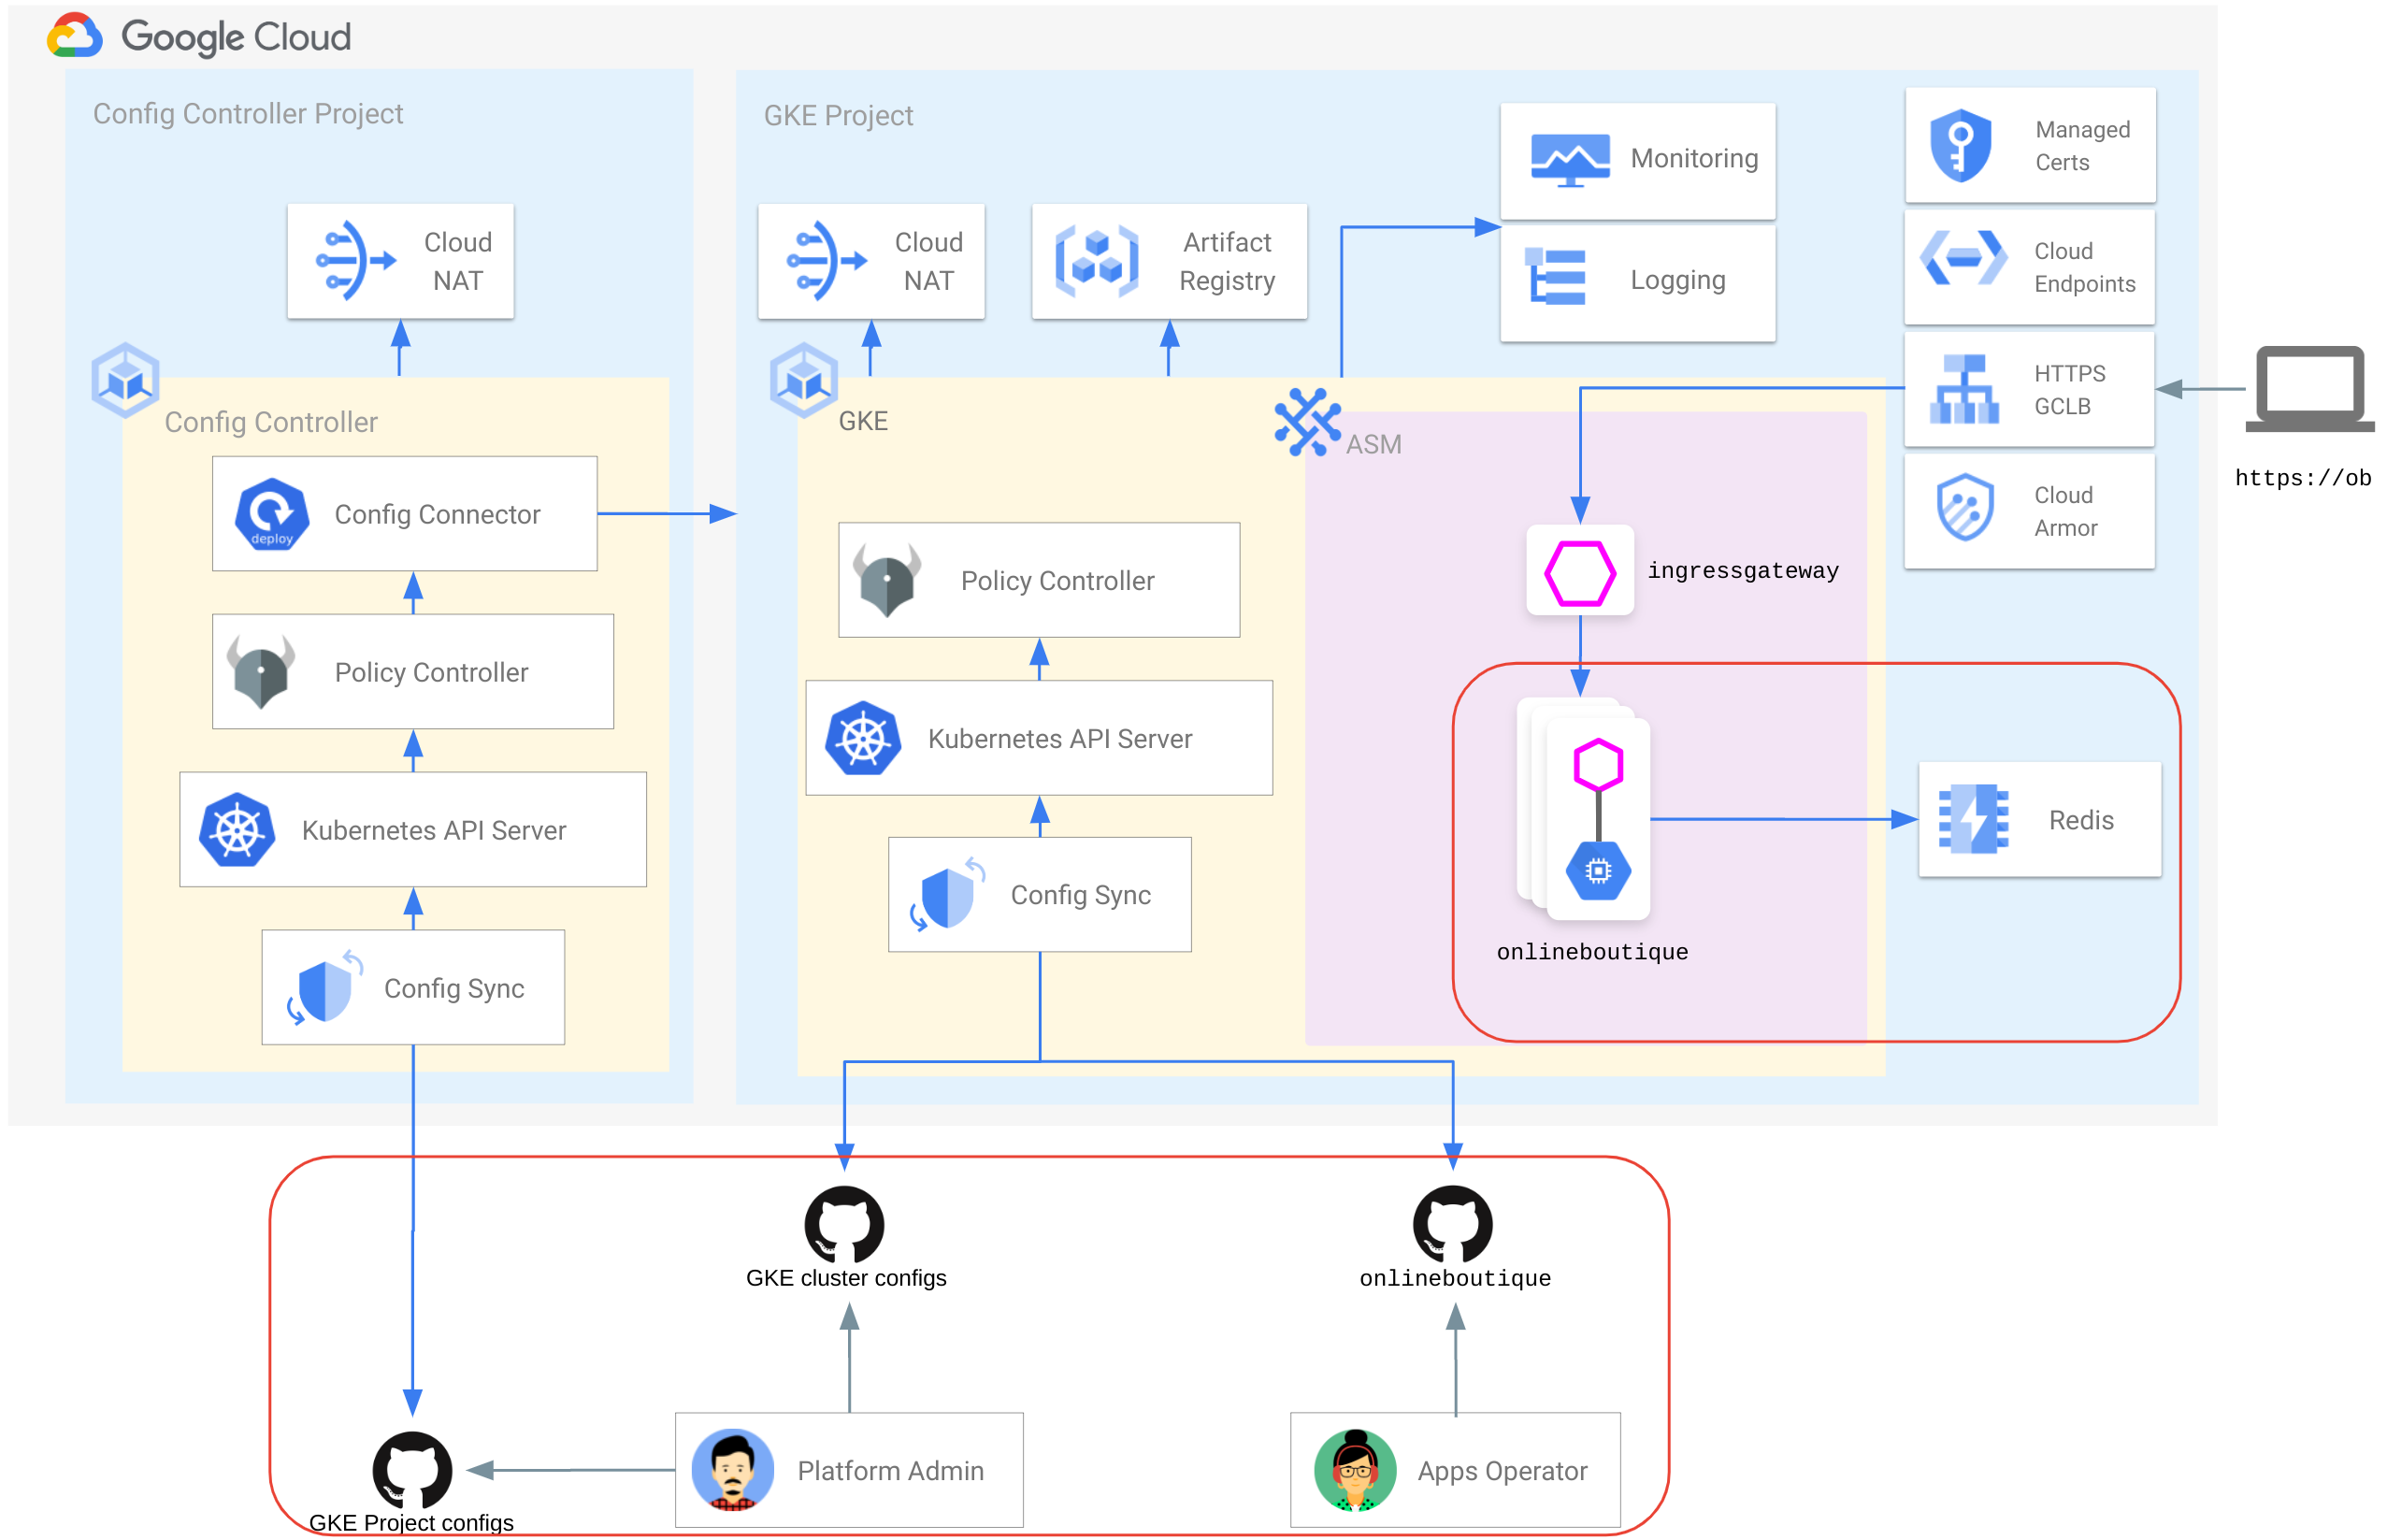 Google Cloud
Config Controller Project
Cloud
NAT
Config Controller
Config Connector
deploy
Policy Controller
Kubernetes API Server
Config Sync
GKE Project
Cloud
NAT
Artifact
Registry
Monitoring
Logging
Managed
Certs
Cloud
Endpoints
HTTPS
GCLB
Cloud
Armor
https://ob
GKE
Policy Controller
Kubernetes API Server
Config Sync
ASM
ingressgateway
onlineboutique
Redis
GKE cluster configs
onlineboutique
GKE Project configs
Platform Admin
Apps Operator